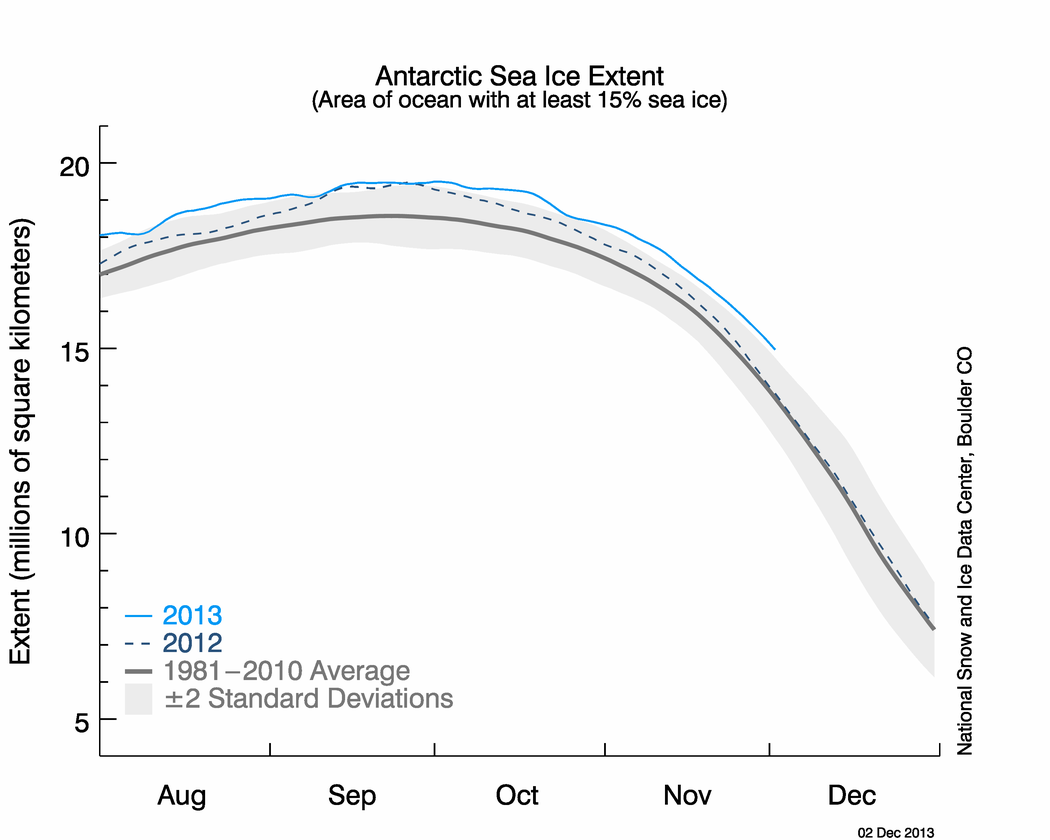 Antarctic Sea Ice Extent
(Area of ocean with at least 15% sea ice)
Extent (millions of square kilometers)
20
15
10
5
2013
2012
1981−2010 Average
±2 Standard Deviations
Aug Sep Oct Nov Dec
National Snow and Ice Data Center, Boulder CO
02 Dec 2013